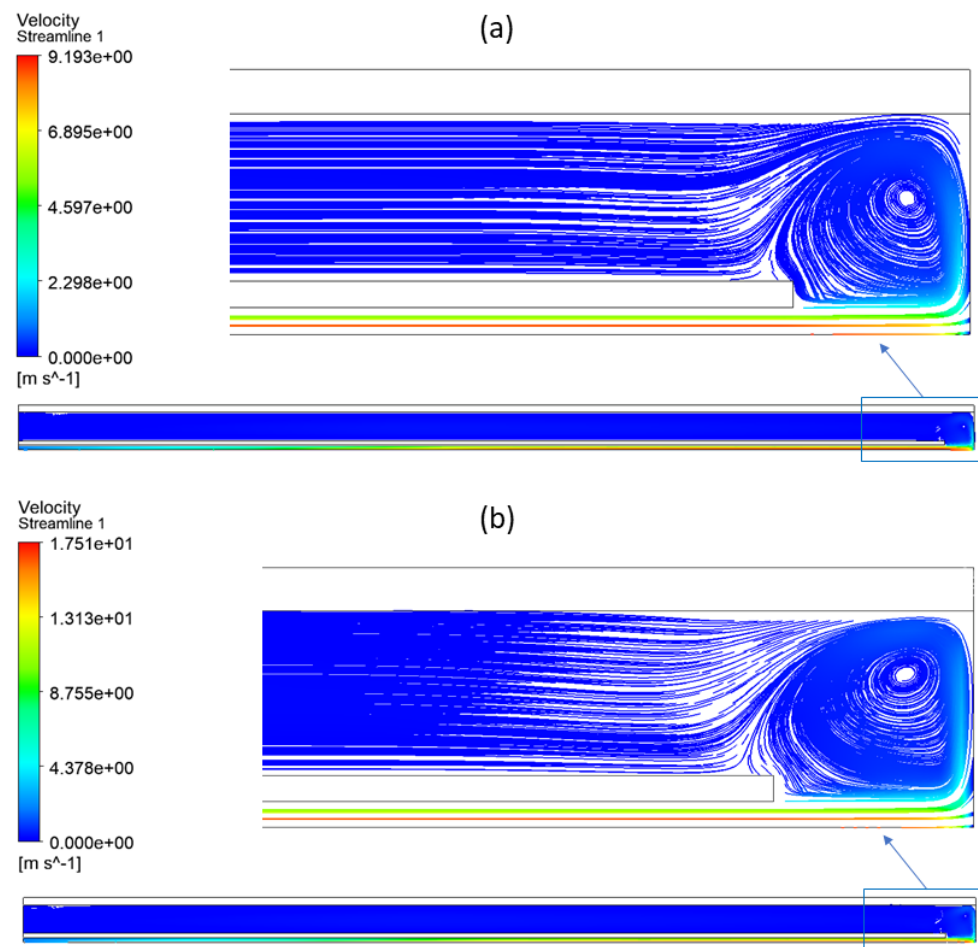 (a)
Velocity
Streamline 1
9.193e+00
6.895e+00
4.597e+00
2.298e+00
0.000e+00
[m s^-1]
(b)
Velocity
Streamline 1
1.751e+01
1.313e+01
8.755e+00
4.378e+00
0.000e+00
[m s^-1]